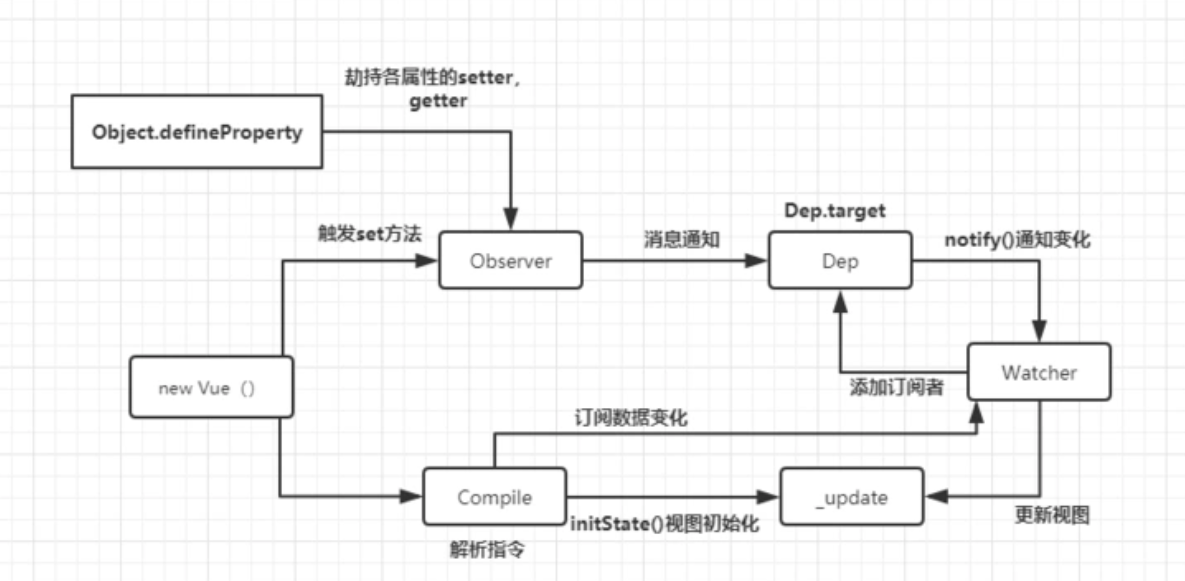 劫持各属性的setter,
getter
Object.defineProperty
Dep.target
触发set方法
消息通知
notify()通知变化
Observer
Dep
new Vue（）
Watcher
添加订阅者
订阅数据变化
Compile
_update
initState()视图初始化
更新视图
解析指令